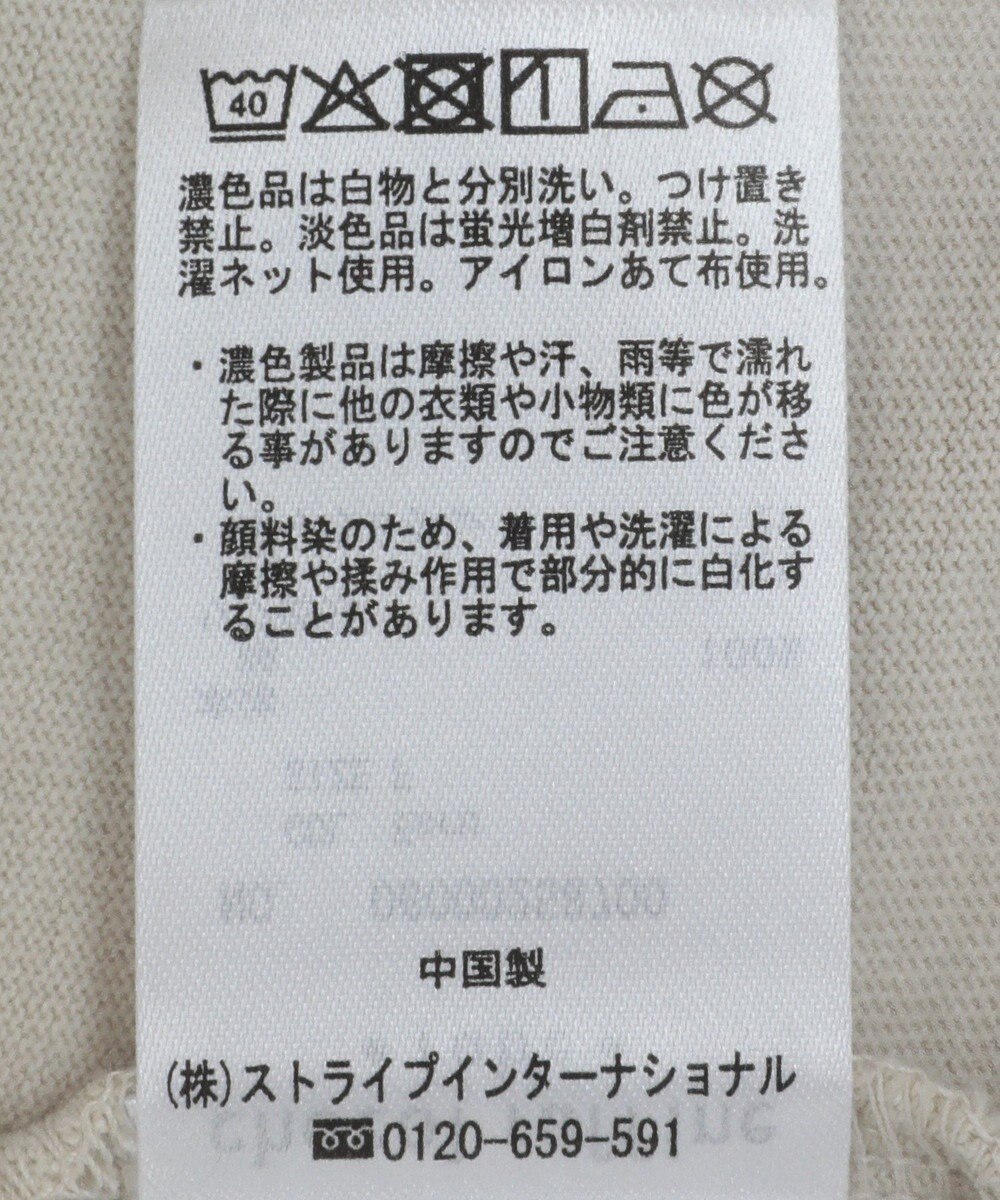 40
濃色品は白物と分別洗い。つけ置き
禁止。淡色品は蛍光増白剤禁止。洗
濯ネット使用。アイロンあて布使用。
・濃色製品は摩擦や汗、雨等で濡れ
た際に他の衣類や小物類に色が移
る事がありますのでご注意くださ
い。
・顔料染のため、着用や洗濯による
摩擦や揉み作用で部分的に白化す
ることがあります。
中国製
(株)ストライプインターナショナル
0120-659-591